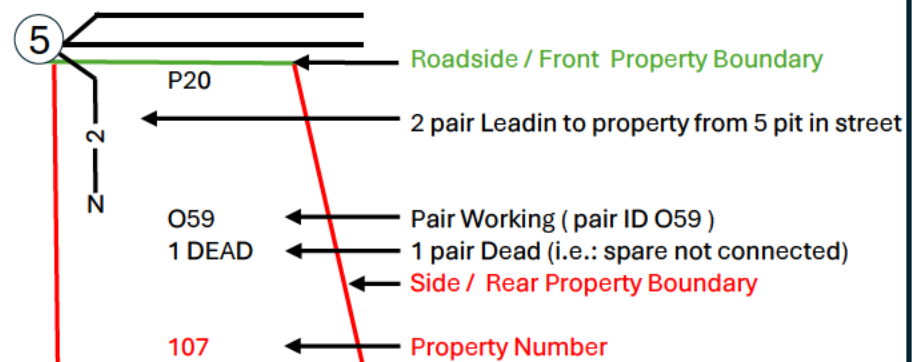 5
Roadside / Front Property Boundary
P20
2 pair Leadin to property from 5 pit in street
2
N
O59
Pair Working ( pair ID O59 )
1 DEAD
1 pair Dead (i.e.: spare not connected)
Side / Rear Property Boundary
107
Property Number